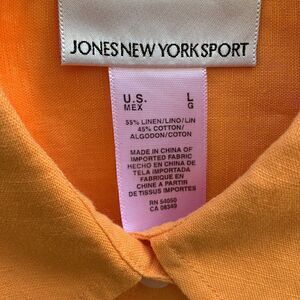 JONES NEW YORK SPORT
U.S. L
MEX G
55% LINEN/LINO/LIN
45% COTTON/
ALGODON/COTON
MADE IN CHINA OF
IMPORTED FABRIC
HECHO EN CHINA DE
TELA IMPORTADA
FABRIQUE EN
CHINE A PARTIR
DE TISSUS IMPORTES
RN 54050
CA 08349